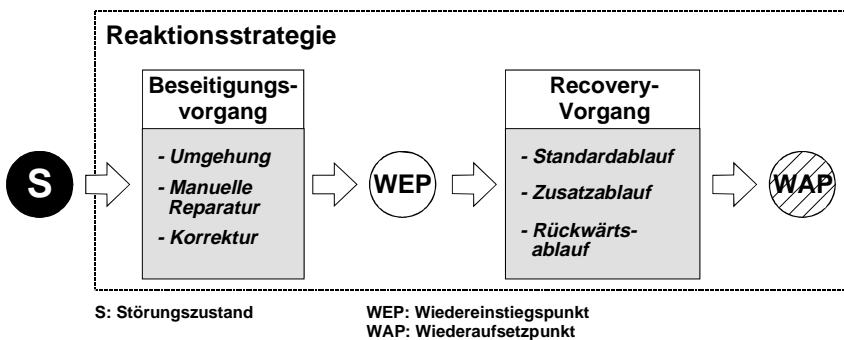 Reaktionsstrategie
Beseitigungs-
vorgang
- Umgehung
- Manuelle
Reparatur
- Korrektur
Recovery-
Vorgang
- Standardablauf
- Zusatzablauf
- Rückwärts-
ablauf
S
WEP
WAP
S: Störungszustand
WEP: Wiedereinstiegspunkt
WAP: Wiederaufsetzpunkt